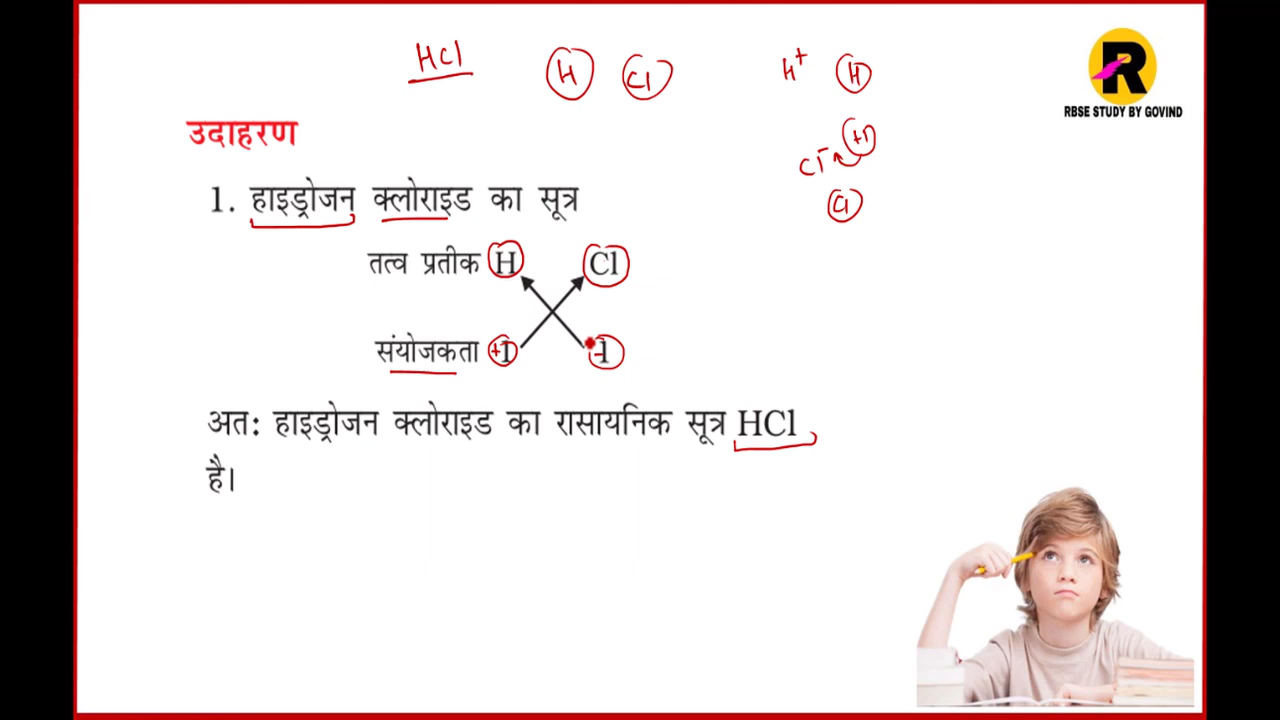 HCl H Cl H⁺ H
RBSE STUDY BY GOVIND
उदाहरण
+1
Cl⁻
1. हाइड्रोजन क्लोराइड का सूत्र
Cl
तत्व प्रतीक H Cl
संयोजकता +1 -1
अतः हाइड्रोजन क्लोराइड का रासायनिक सूत्र HCl
है।